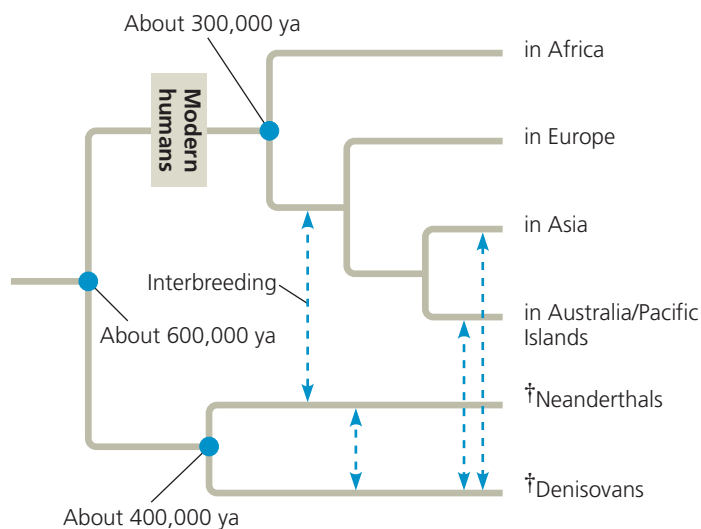 About 300,000 ya
in Africa
Modern
humans
in Europe
in Asia
Interbreeding
in Australia/Pacific
Islands
About 600,000 ya
†Neanderthals
†Denisovans
About 400,000 ya